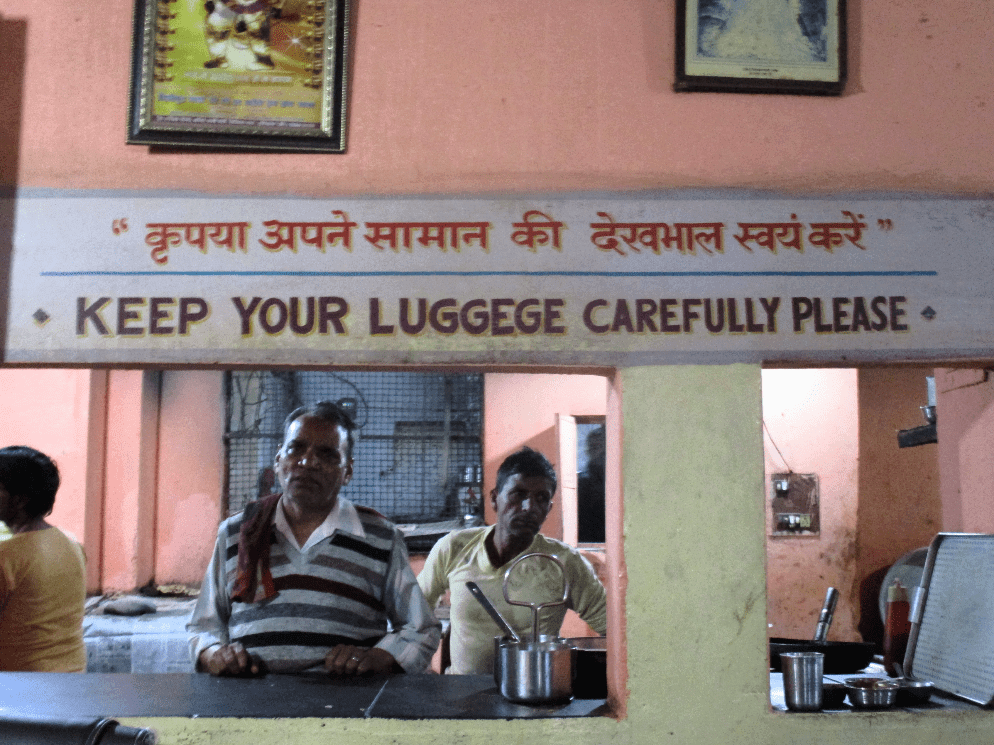 “ कृपया अपने सामान की देखभाल स्वयं करें ”
KEEP YOUR LUGGEGE CAREFULLY PLEASE